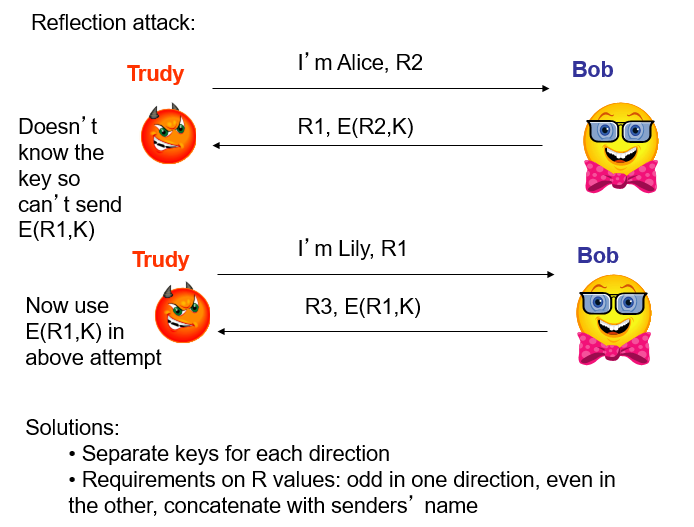 Reflection attack:
I’m Alice, R2
Trudy
Bob
R1, E(R2,K)
Doesn’t
know the
key so
can’t send
E(R1,K)
I’m Lily, R1
Trudy
Bob
R3, E(R1,K)
Now use
E(R1,K) in
above attempt
Solutions:
• Separate keys for each direction
• Requirements on R values: odd in one direction, even in
the other, concatenate with senders’ name